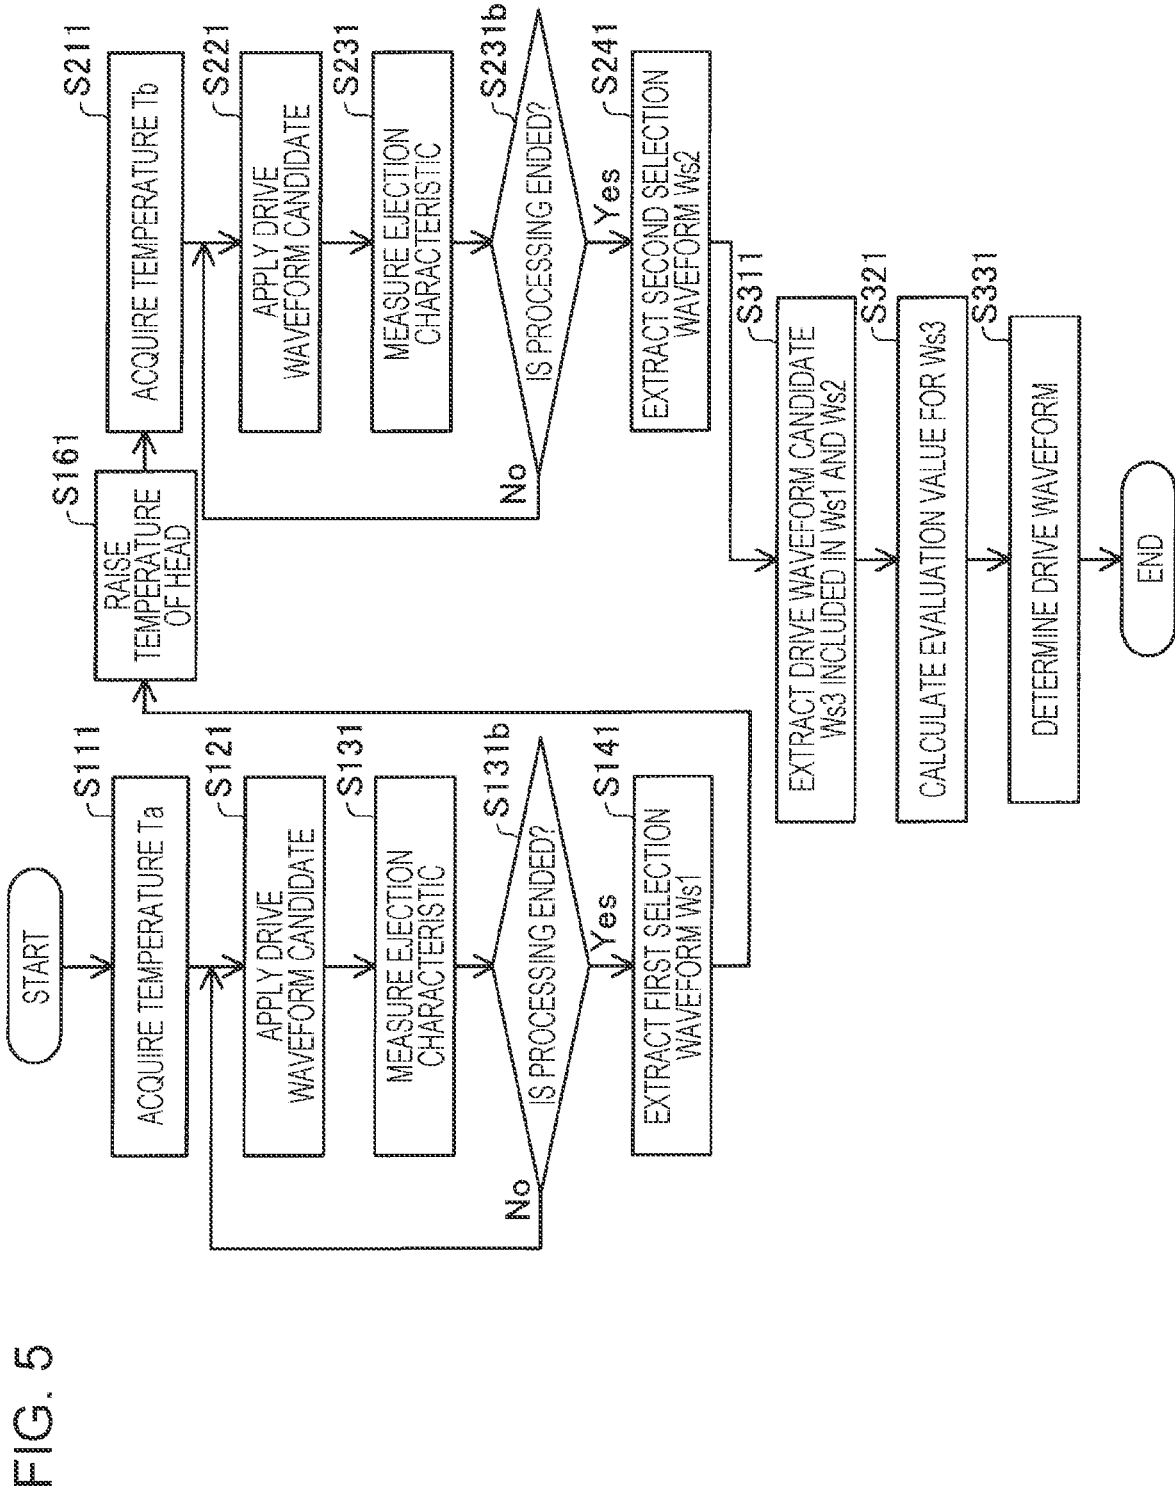 FIG. 5
START
S111
ACQUIRE TEMPERATURE Ta
S121
APPLY DRIVE
WAVEFORM CANDIDATE
S131
MEASURE EJECTION
CHARACTERISTIC
S131b
IS PROCESSING ENDED?
No
Yes
S141
EXTRACT FIRST SELECTION
WAVEFORM Ws1
S161
RAISE
TEMPERATURE
OF HEAD
S211
ACQUIRE TEMPERATURE Tb
S221
APPLY DRIVE
WAVEFORM CANDIDATE
S231
MEASURE EJECTION
CHARACTERISTIC
S231b
IS PROCESSING ENDED?
No
Yes
S241
EXTRACT SECOND SELECTION
WAVEFORM Ws2
S311
EXTRACT DRIVE WAVEFORM CANDIDATE
Ws3 INCLUDED IN Ws1 AND Ws2
S321
CALCULATE EVALUATION VALUE FOR Ws3
S331
DETERMINE DRIVE WAVEFORM
END